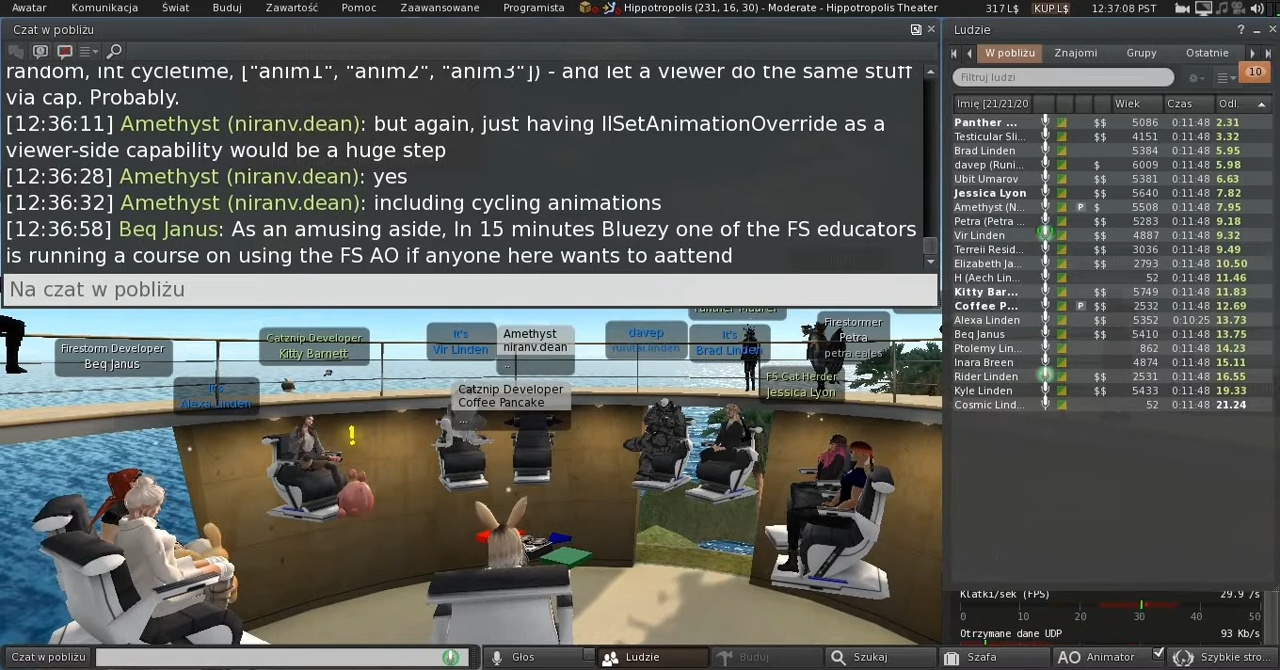 Awatar Komunikacja Świat Buduj Zawartość Pomoc Zaawansowane Programista Hippotropolis (231, 16, 30) - Moderate - Hippotropolis Theater 317 L$ KUP L$ 12:37:08 PST
Czat w pobliżu
random, int cycletime, ["anim1", "anim2", "anim3"]) - and let a viewer do the same stuff
via cap. Probably.
[12:36:11] Amethyst (niranv.dean): but again, just having llSetAnimationOverride as a
viewer-side capability would be a huge step
[12:36:28] Amethyst (niranv.dean): yes
[12:36:32] Amethyst (niranv.dean): including cycling animations
[12:36:58] Beq Janus: As an amusing aside, In 15 minutes Bluezy one of the FS educators
is running a course on using the FS AO if anyone here wants to aattend
Na czat w pobliżu
Firestorm Developer
Beq Janus
It's
Alexa Linden
Catznip Developer
Kitty Barnett
It's
Vir Linden
Amethyst
niranv.dean
..
Catznip Developer
Coffee Pancake
...
davep
runitai.linden
It's
Brad Linden
Firestormer
Petra
petra.eales
FS Cat Herder
Jessica Lyon
Ludzie
W pobliżu Znajomi Grupy Ostatnie
10
Filtruj ludzi
Imię [21/21/20 Wiek Czas Odl.
Panther ... $$ 5086 0:11:48 2.31
Testicular Sli... $$ 4151 0:11:48 3.32
Brad Linden 5384 0:11:48 5.95
davep (Runi... $ 6009 0:11:48 5.98
Ubit Umarov $$ 5381 0:11:48 6.63
Jessica Lyon $$ 5640 0:11:48 7.82
Amethyst (N... P $ 5508 0:11:48 7.95
Petra (Petra ... $$ 5283 0:11:48 9.18
Vir Linden $$ 4887 0:11:48 9.32
Terreii Resid... $$ 3036 0:11:48 9.49
Elizabeth Ja... $$ 2793 0:11:48 10.50
H (Aech Lin... 52 0:11:48 11.46
Kitty Bar... $$ 5749 0:11:48 11.83
Coffee P... P $$ 2532 0:11:48 12.69
Alexa Linden 5352 0:10:25 13.73
Beq Janus $$ 5410 0:11:48 13.75
Ptolemy Lin... 862 0:11:48 14.23
Inara Breen 4874 0:11:48 15.11
Rider Linden $$ 2531 0:11:48 16.55
Kyle Linden $$ 5433 0:11:48 19.33
Cosmic Lind... 52 0:11:48 21.24
Klatki/sek (FPS) 29.9 /s
0 10 20 30 40 50
Otrzymane dane UDP 93 Kb/s
Czat w pobliżu Głos Ludzie Buduj Szukaj Szafa AO Animator Szybkie stro...